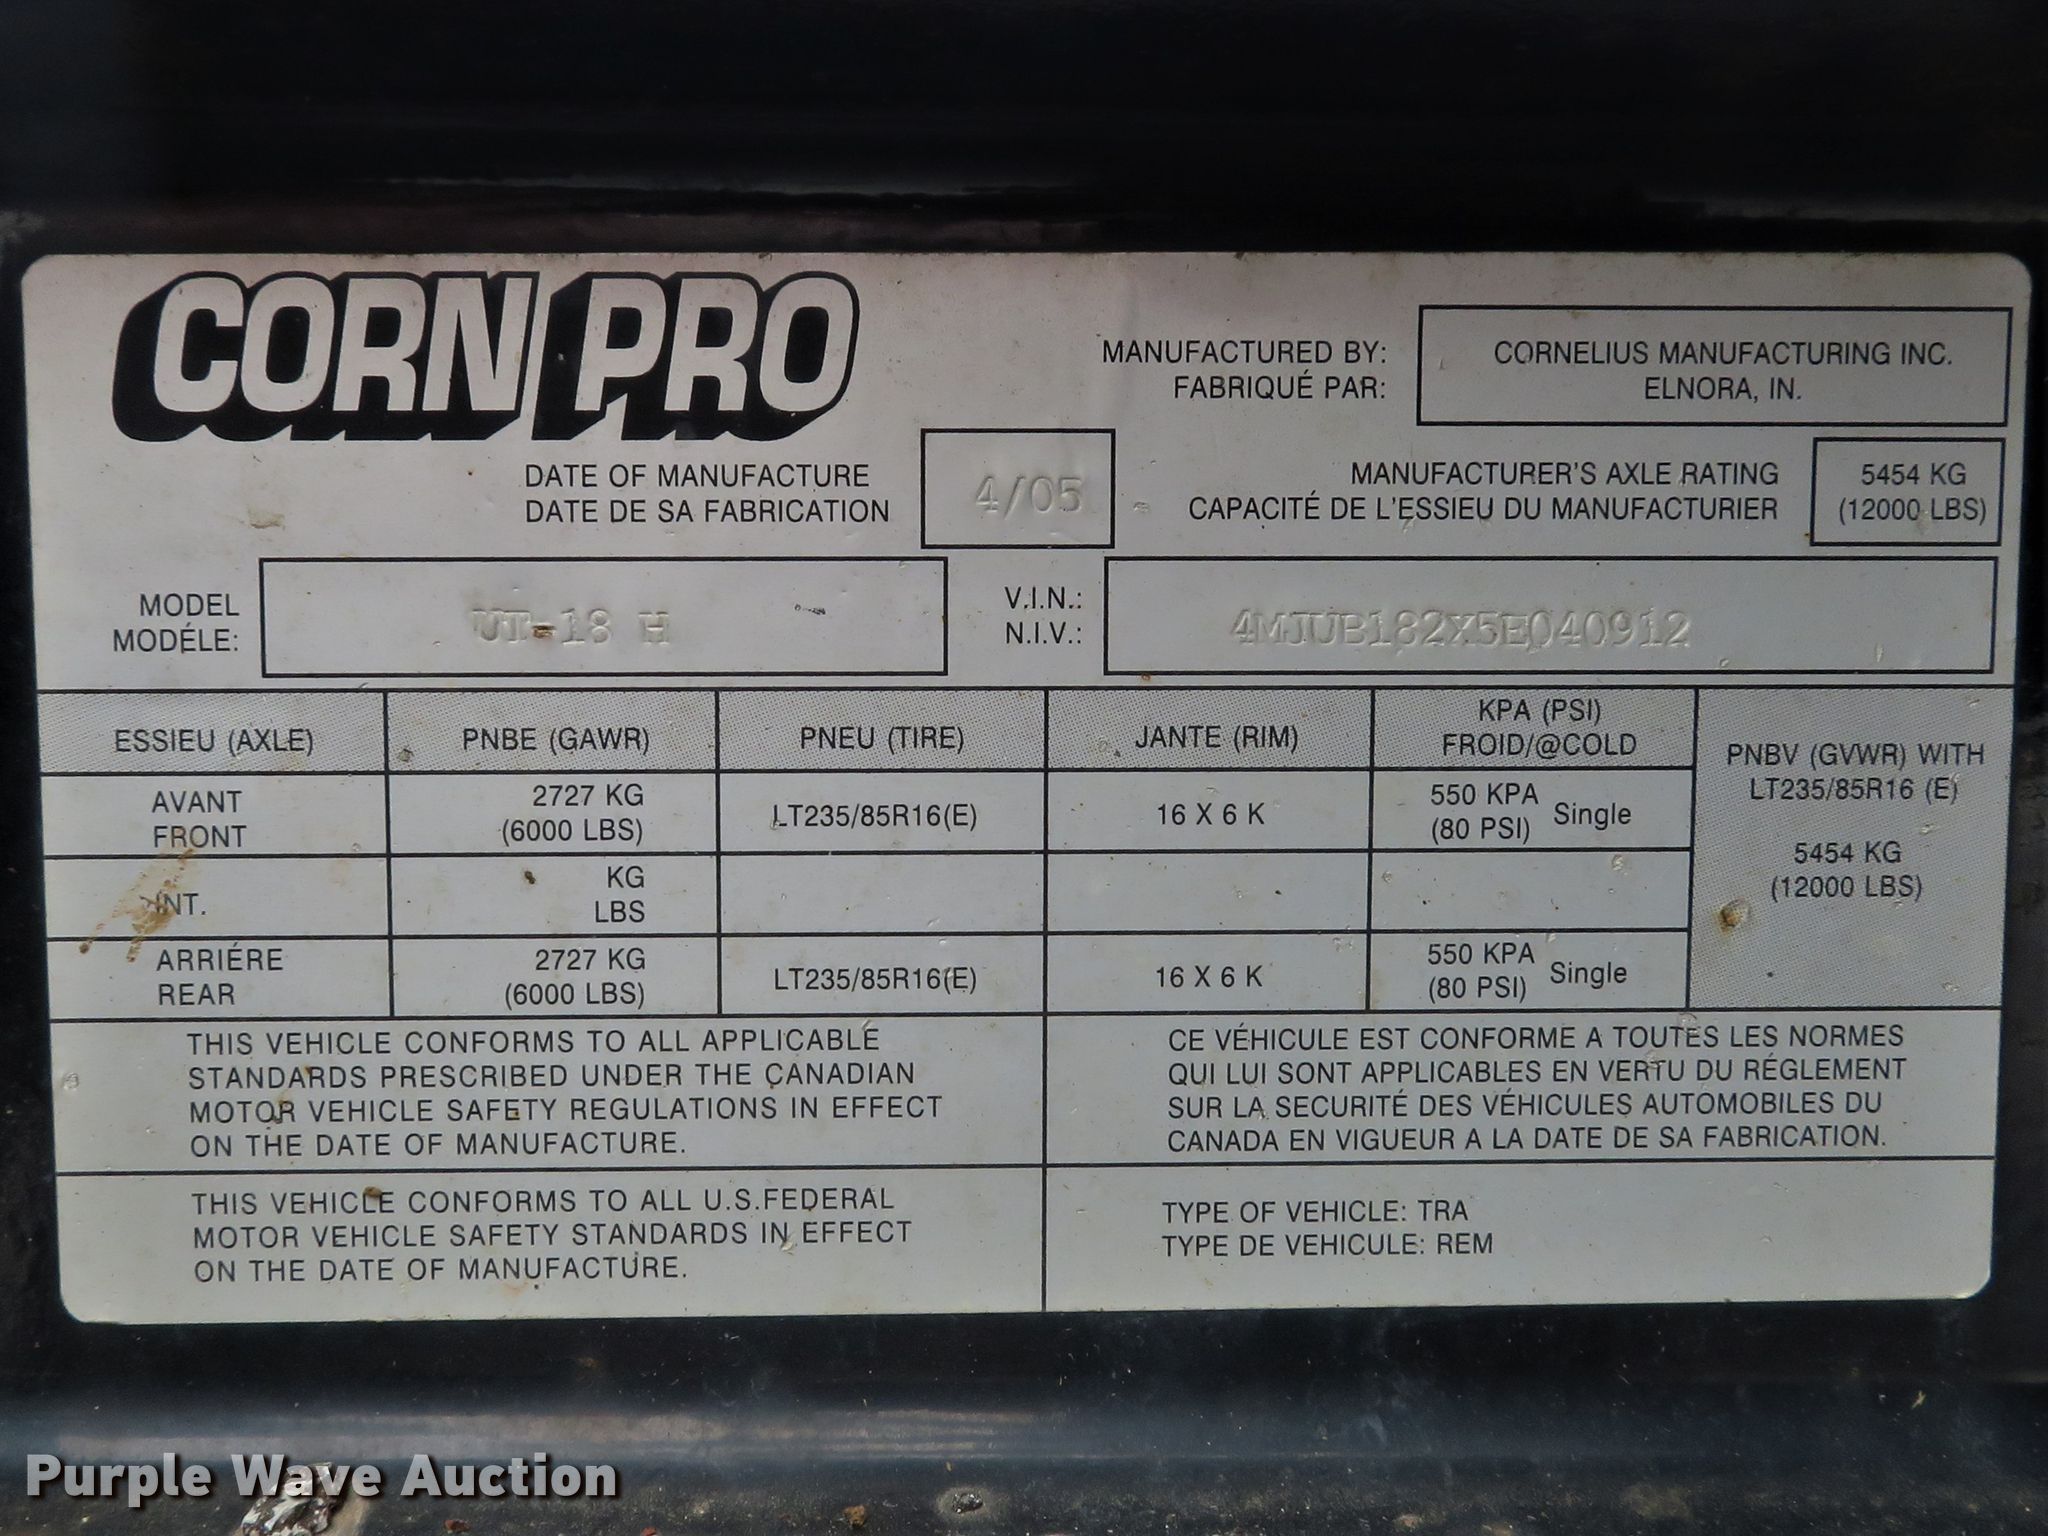 CORN PRO
MANUFACTURED BY:
FABRIQUÉ PAR:
CORNELIUS MANUFACTURING INC.
ELNORA, IN.
DATE OF MANUFACTURE
DATE DE SA FABRICATION
4/05
MANUFACTURER'S AXLE RATING
CAPACITÉ DE L'ESSIEU DU MANUFACTURIER
5454 KG
(12000 LBS)
MODEL
MODÉLE:
UT-18 H
V.I.N.:
N.I.V.:
4MJUB182X5E040912
ESSIEU (AXLE)
PNBE (GAWR)
PNEU (TIRE)
JANTE (RIM)
KPA (PSI)
FROID/@COLD
PNBV (GVWR) WITH
LT235/85R16 (E)
5454 KG
(12000 LBS)
AVANT
FRONT
2727 KG
(6000 LBS)
LT235/85R16(E)
16 X 6 K
550 KPA
(80 PSI)
Single
INT.
KG
LBS
ARRIÉRE
REAR
2727 KG
(6000 LBS)
LT235/85R16(E)
16 X 6 K
550 KPA
(80 PSI)
Single
THIS VEHICLE CONFORMS TO ALL APPLICABLE
STANDARDS PRESCRIBED UNDER THE CANADIAN
MOTOR VEHICLE SAFETY REGULATIONS IN EFFECT
ON THE DATE OF MANUFACTURE.
CE VÉHICULE EST CONFORME A TOUTES LES NORMES
QUI LUI SONT APPLICABLES EN VERTU DU RÉGLEMENT
SUR LA SECURITÉ DES VÉHICULES AUTOMOBILES DU
CANADA EN VIGUEUR A LA DATE DE SA FABRICATION.
THIS VEHICLE CONFORMS TO ALL U.S.FEDERAL
MOTOR VEHICLE SAFETY STANDARDS IN EFFECT
ON THE DATE OF MANUFACTURE.
TYPE OF VEHICLE: TRA
TYPE DE VEHICULE: REM
Purple Wave Auction